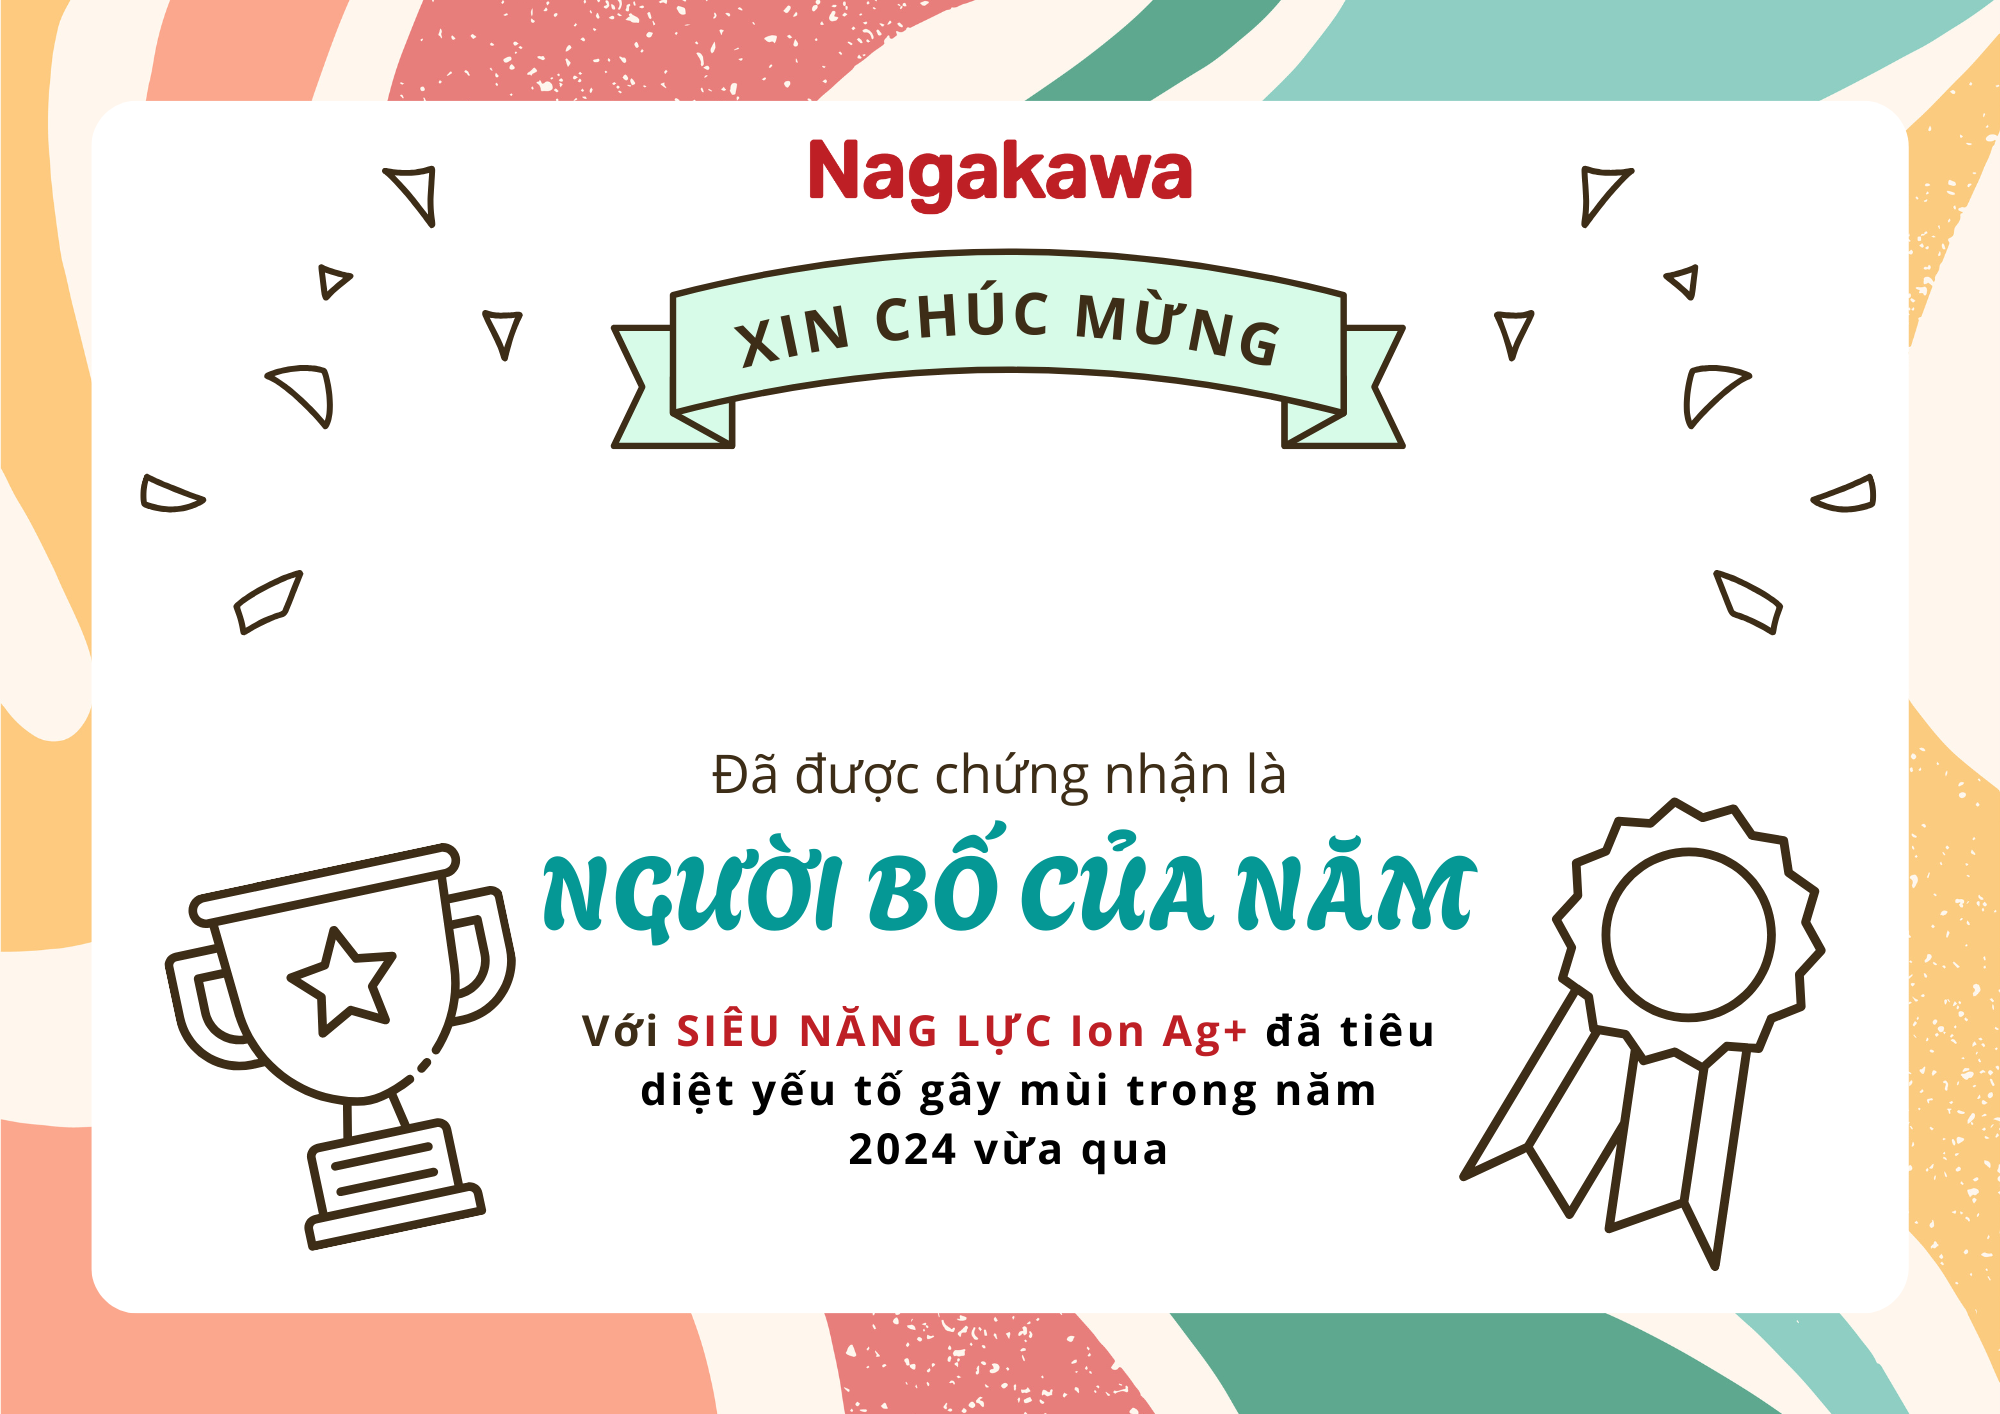 Nagakawa
XIN CHÚC MỪNG
Đã được chứng nhận là
NGƯỜI BỐ CỦA NĂM
Với SIÊU NĂNG LỰC Ion Ag+ đã tiêu
diệt yếu tố gây mùi trong năm
2024 vừa qua